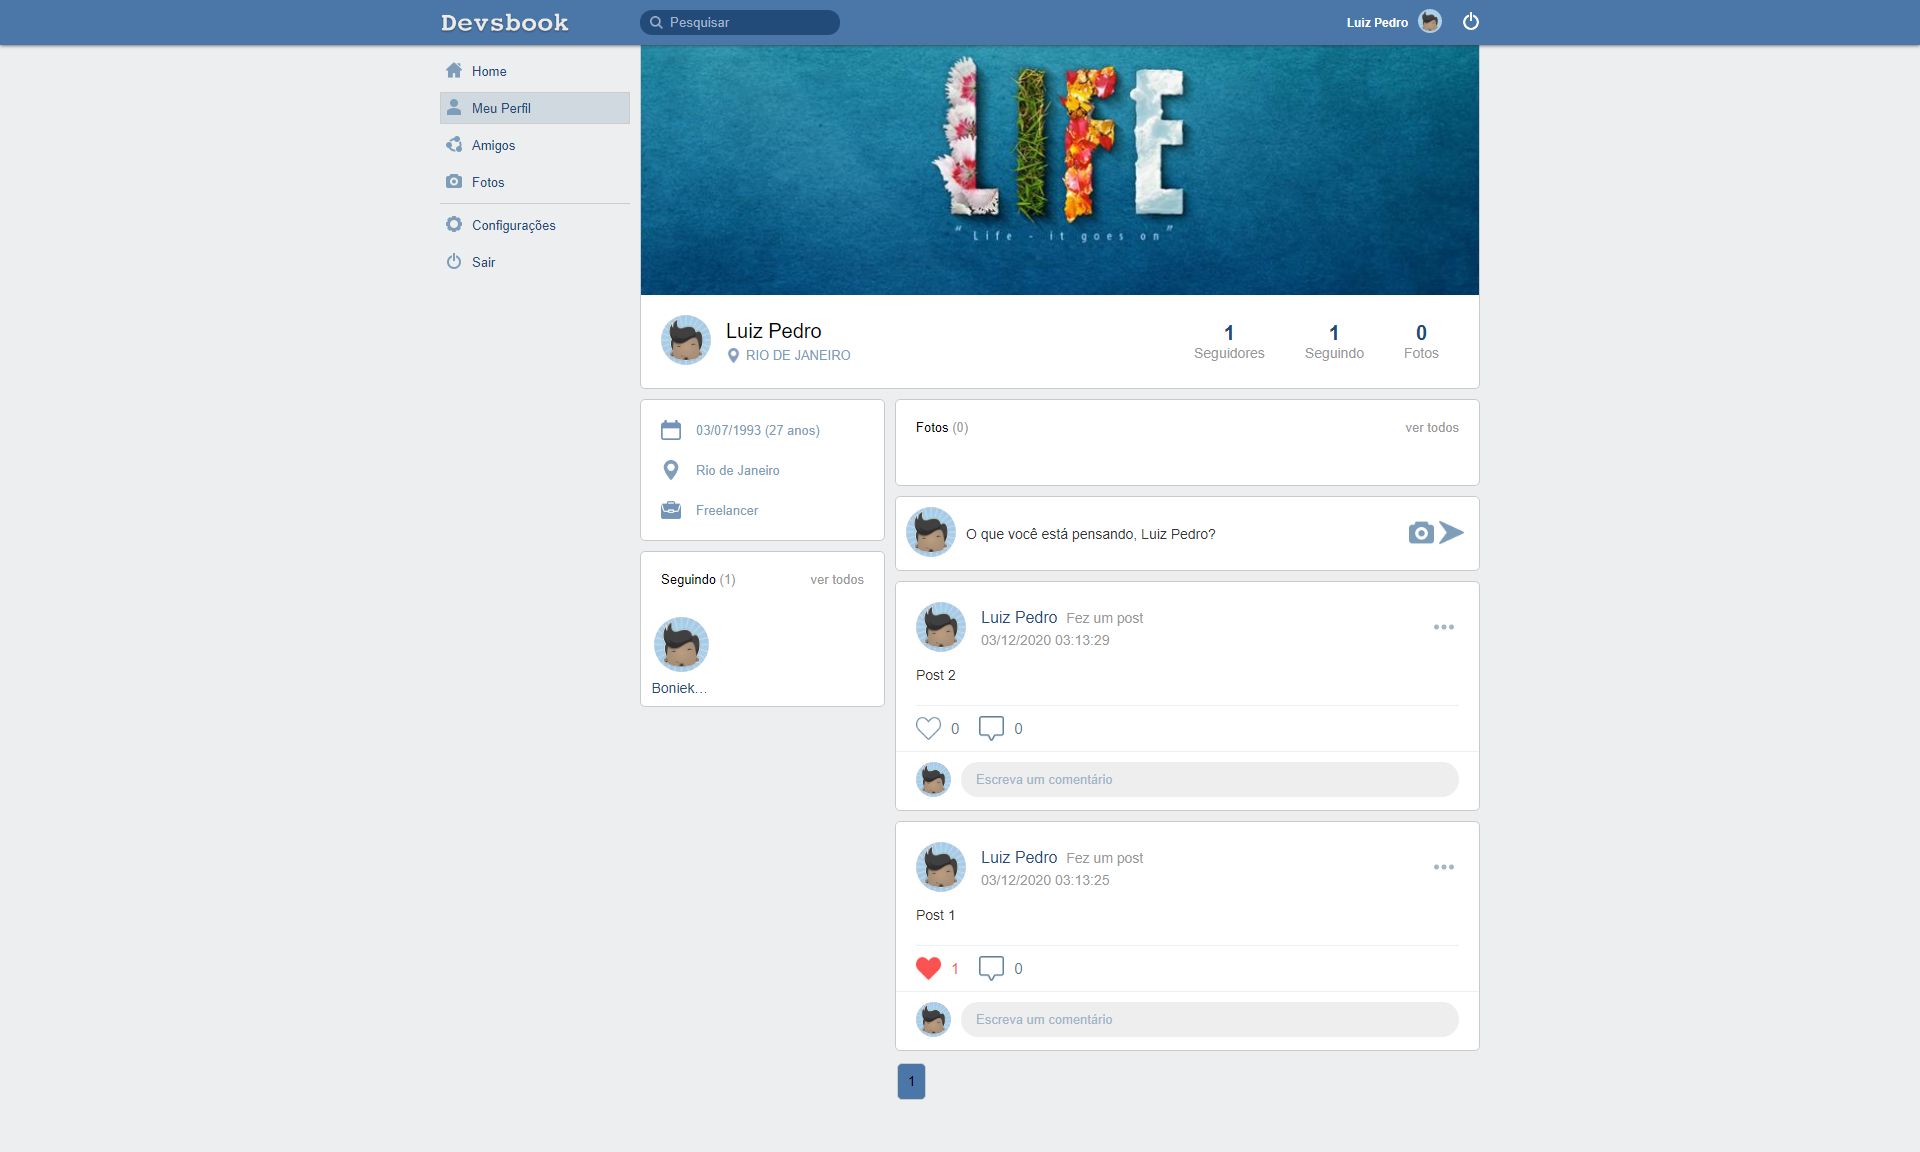 Devsbook
Pesquisar
Luiz Pedro
Home
Meu Perfil
Amigos
Fotos
Configurações
Sair
LIFE
“ Life - it goes on ”
Luiz Pedro
RIO DE JANEIRO
1
Seguidores
1
Seguindo
0
Fotos
03/07/1993 (27 anos)
Rio de Janeiro
Freelancer
Seguindo (1)
ver todos
Boniek...
Fotos (0)
ver todos
O que você está pensando, Luiz Pedro?
Luiz Pedro Fez um post
03/12/2020 03:13:29
Post 2
0 0
Escreva um comentário
Luiz Pedro Fez um post
03/12/2020 03:13:25
Post 1
1 0
Escreva um comentário
1